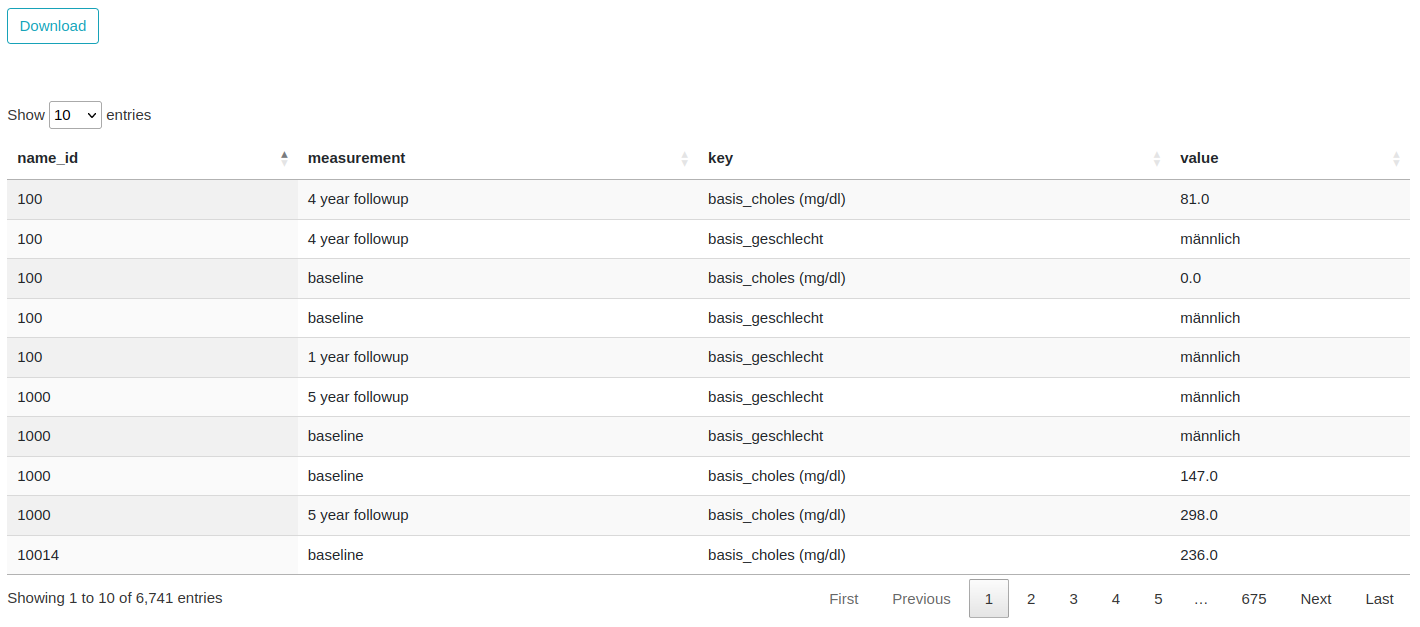 Download
Show 10 entries
name_id measurement key value
100 4 year followup basis_choles (mg/dl) 81.0
100 4 year followup basis_geschlecht männlich
100 baseline basis_choles (mg/dl) 0.0
100 baseline basis_geschlecht männlich
100 1 year followup basis_geschlecht männlich
1000 5 year followup basis_geschlecht männlich
1000 baseline basis_geschlecht männlich
1000 baseline basis_choles (mg/dl) 147.0
1000 5 year followup basis_choles (mg/dl) 298.0
10014 baseline basis_choles (mg/dl) 236.0
Showing 1 to 10 of 6,741 entries First Previous 1 2 3 4 5 … 675 Next Last